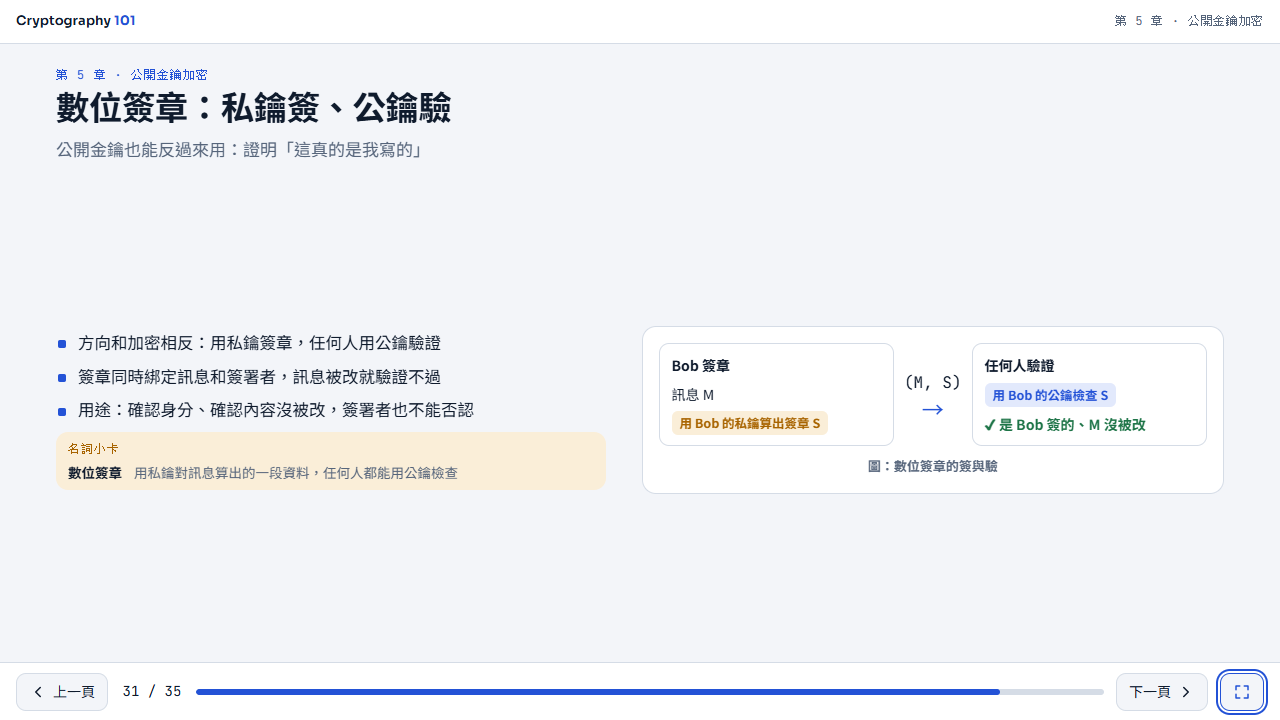 Cryptography 101
第 5 章 · 公開金鑰加密
第 5 章 · 公開金鑰加密
數位簽章：私鑰簽、公鑰驗
公開金鑰也能反過來用：證明「這真的是我寫的」
方向和加密相反：用私鑰簽章，任何人用公鑰驗證
簽章同時綁定訊息和簽署者，訊息被改就驗證不過
用途：確認身分、確認內容沒被改，簽署者也不能否認
名詞小卡
數位簽章 用私鑰對訊息算出的一段資料，任何人都能用公鑰檢查
Bob 簽章
訊息 M
用 Bob 的私鑰算出簽章 S
(M, S)
→
任何人驗證
用 Bob 的公鑰檢查 S
✓ 是 Bob 簽的、M 沒被改
圖：數位簽章的簽與驗
上一頁
31 / 35
下一頁